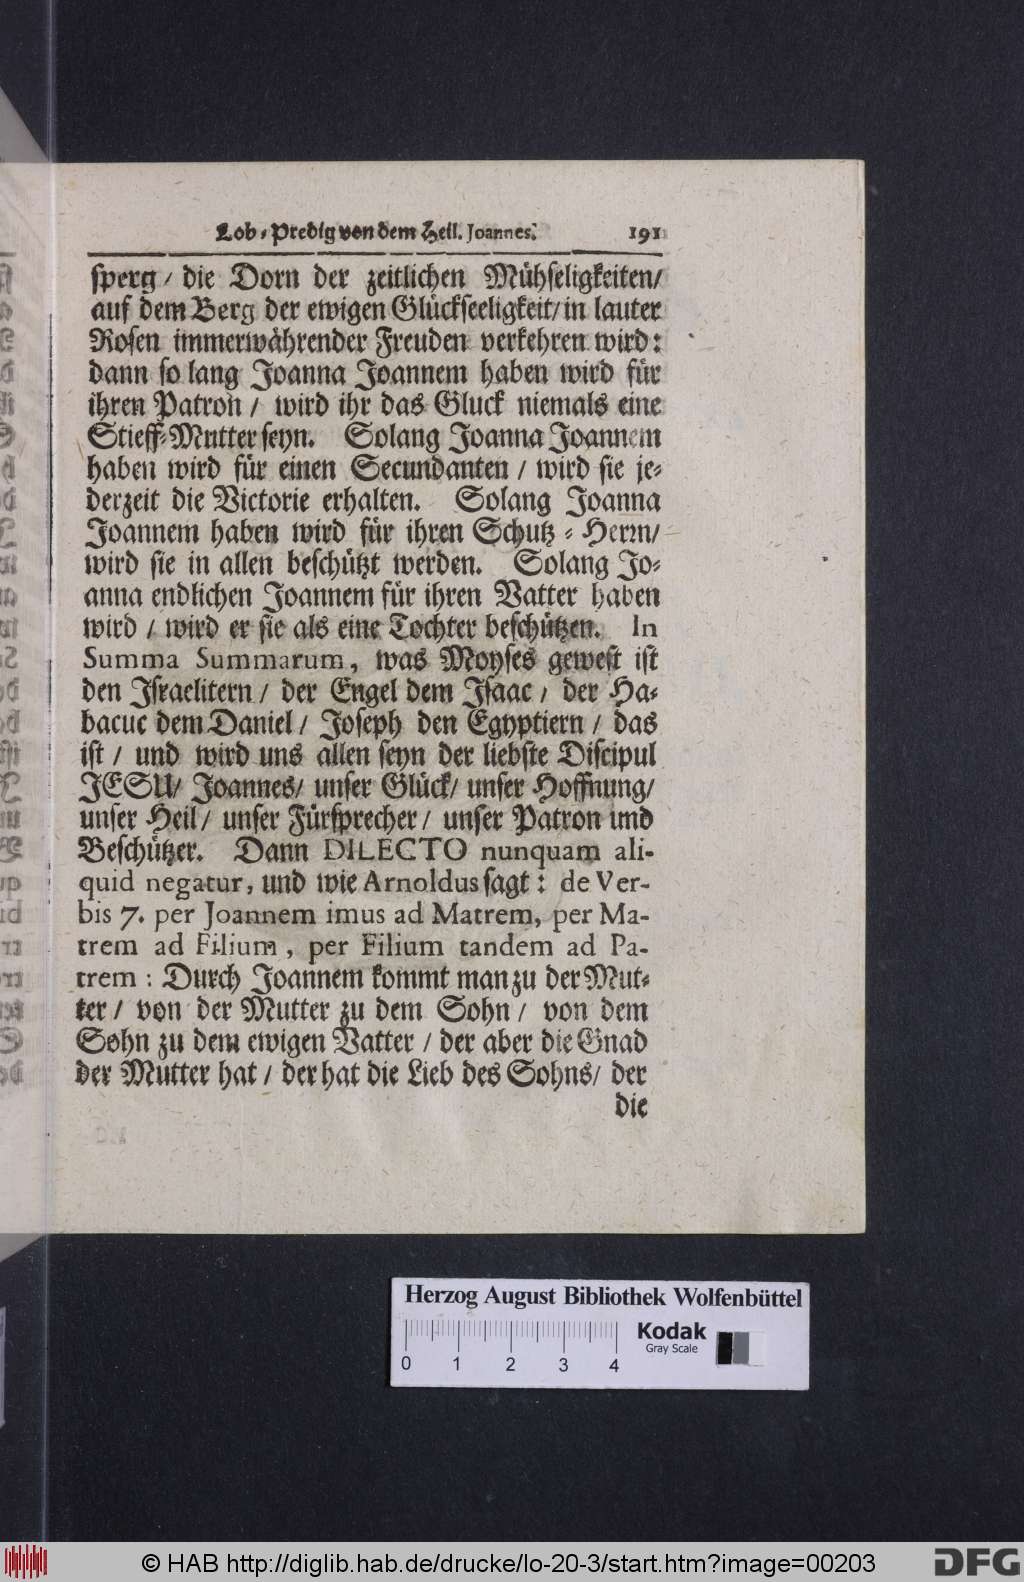 Lob-Predig von dem Heil. Joannes. 191
sperg / die Dorn der zeitlichen Mühseligkeiten/
auf dem Berg der ewigen Glückseeligkeit/ in lauter
Rosen immerwährender Freuden verkehren wird:
dann so lang Joanna Joannem haben wird für
ihren Patron / wird ihr das Gluck niemals eine
Stieff-Mutter seyn. Solang Joanna Joannem
haben wird für einen Secundanten / wird sie je-
derzeit die Victorie erhalten. Solang Joanna
Joannem haben wird für ihren Schutz-Herrn/
wird sie in allen beschützt werden. Solang Jo-
anna endlichen Joannem für ihren Vatter haben
wird / wird er sie als eine Tochter beschützen. In
Summa Summarum, was Moyses gewest ist
den Israelitern / der Engel dem Isaac / der Ha-
bacuc dem Daniel / Joseph den Egyptiern / das
ist / und wird uns allen seyn der liebste Discipul
JESU/ Joannes/ unser Glück/ unser Hoffnung/
unser Heil/ unser Fürsprecher/ unser Patron und
Beschützer. Dann DILECTO nunquam ali-
quid negatur, und wie Arnoldus sagt: de Ver-
bis 7. per Joannem imus ad Matrem, per Ma-
trem ad Filium, per Filium tandem ad Pa-
trem: Durch Joannem kommt man zu der Mut-
ter / von der Mutter zu dem Sohn / von dem
Sohn zu dem ewigen Vatter / der aber die Gnad
der Mutter hat / der hat die Lieb des Sohns/ der
die
Herzog August Bibliothek Wolfenbüttel
Kodak
Gray Scale
0 1 2 3 4
© HAB http://diglib.hab.de/drucke/lo-20-3/start.htm?image=00203
DFG